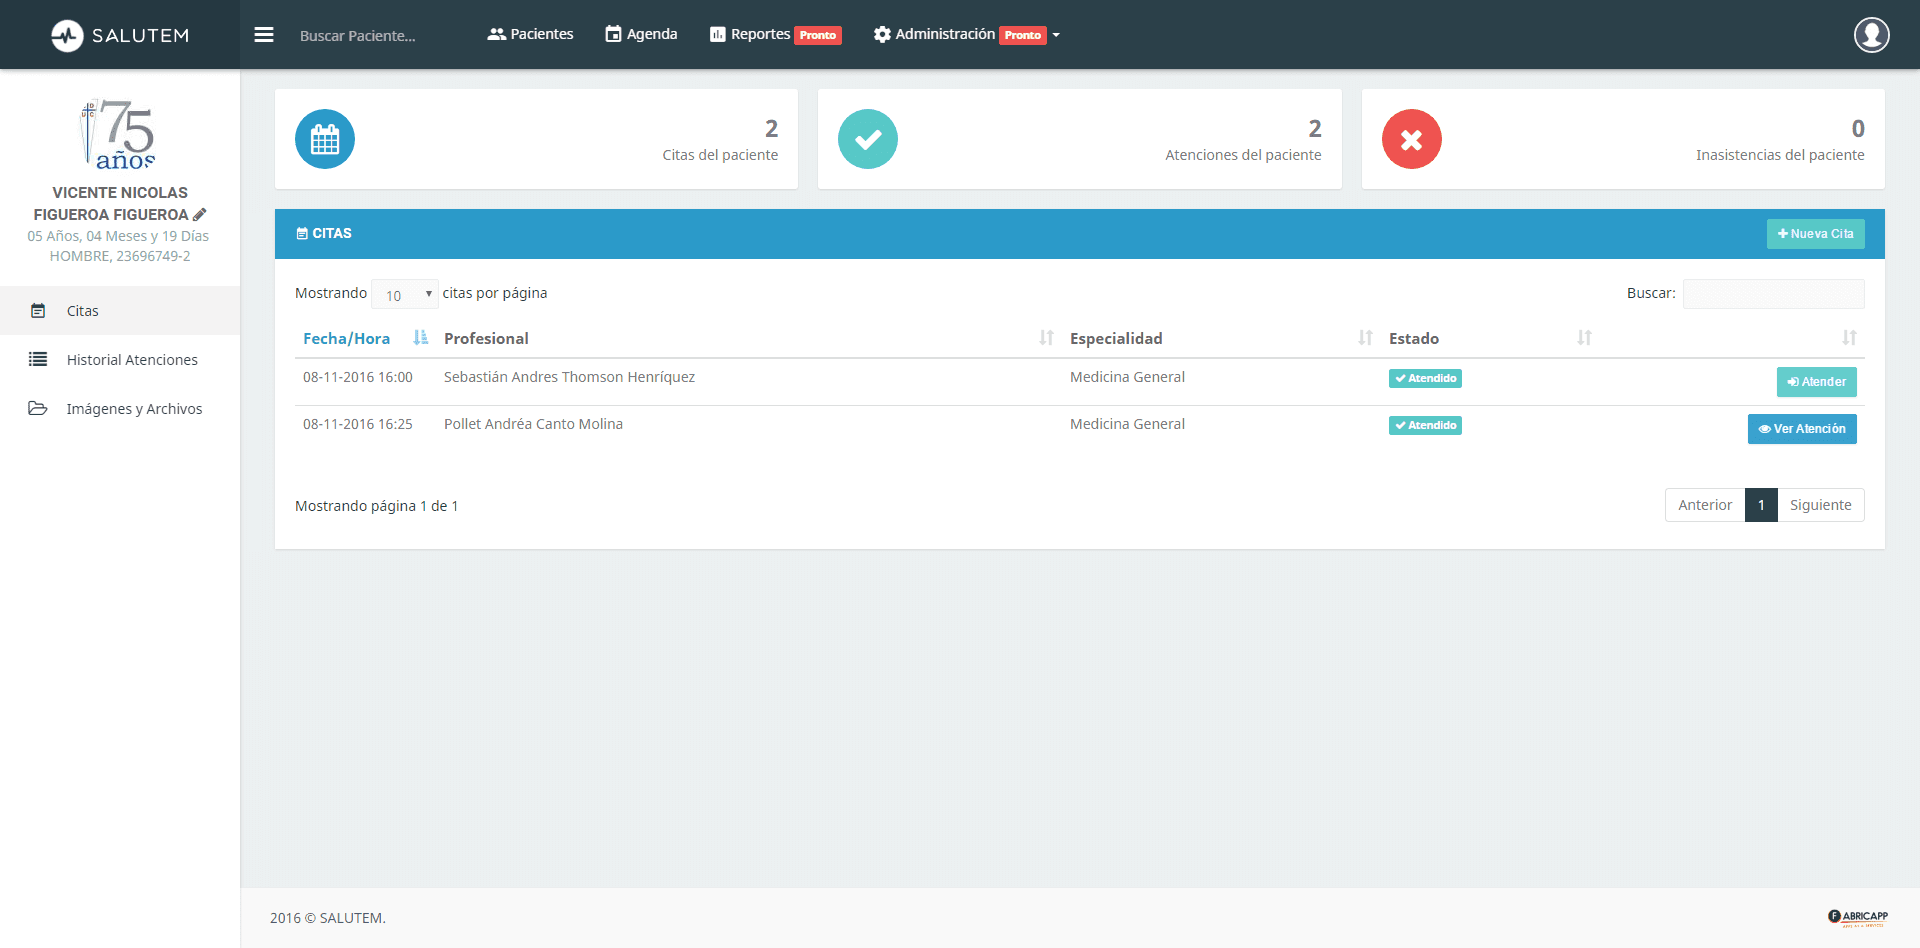 SALUTEM
Buscar Paciente...
Pacientes
Agenda
Reportes Pronto
Administración Pronto
75
años
VICENTE NICOLAS
FIGUEROA FIGUEROA
05 Años, 04 Meses y 19 Días
HOMBRE, 23696749-2
Citas
Historial Atenciones
Imágenes y Archivos
2
Citas del paciente
2
Atenciones del paciente
0
Inasistencias del paciente
CITAS
Nueva Cita
Mostrando 10 citas por página
Buscar:
Fecha/Hora Profesional Especialidad Estado
08-11-2016 16:00 Sebastián Andres Thomson Henríquez Medicina General Atendido Atender
08-11-2016 16:25 Pollet Andréa Canto Molina Medicina General Atendido Ver Atención
Mostrando página 1 de 1
Anterior 1 Siguiente
2016 © SALUTEM.
FABRICAPP